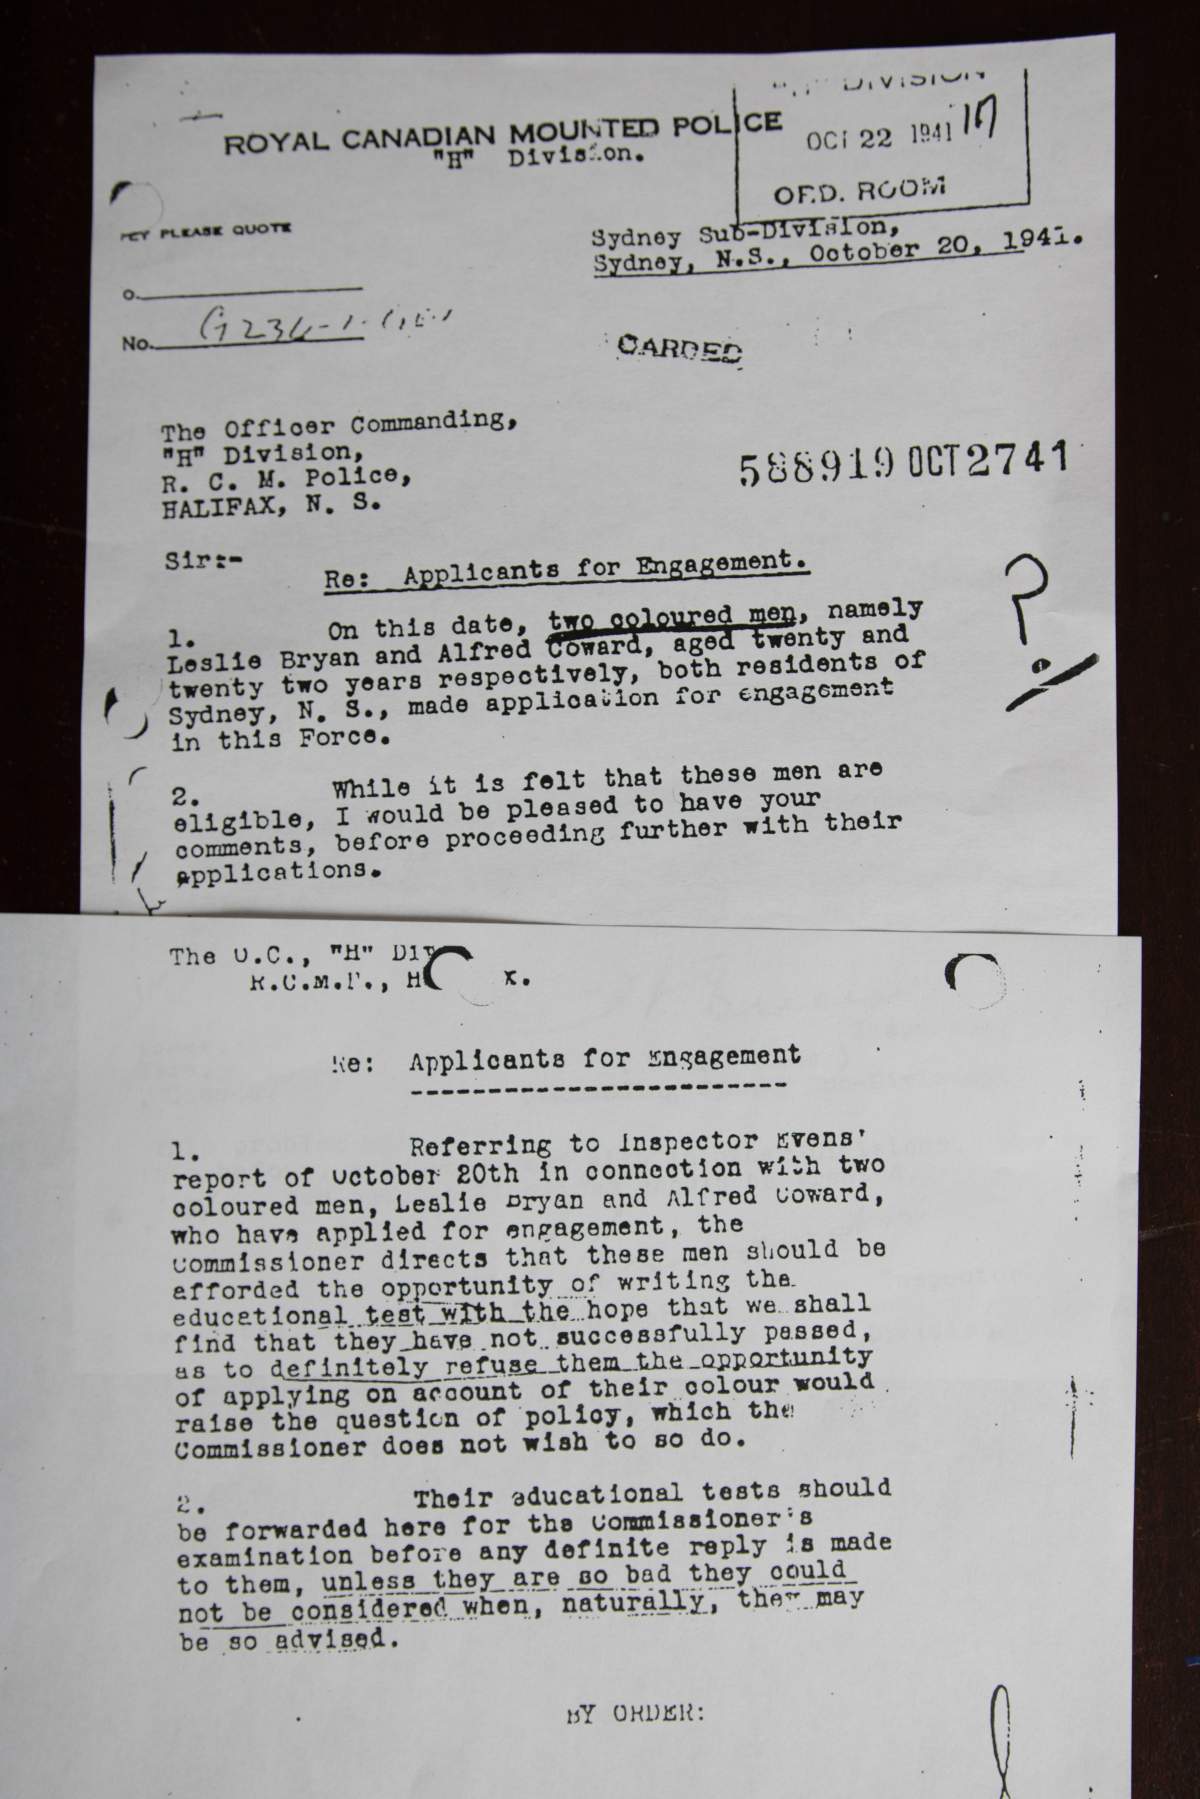 "H" DIVISION
OCT 22 1941 17
ORD. ROOM
ROYAL CANADIAN MOUNTED POLICE
"H" Division.
PLEASE QUOTE
Sydney Sub-Division,
Sydney, N.S., October 20, 1941.
No.
CARDED
The Officer Commanding,
"H" Division,
R. C. M. Police,
HALIFAX, N. S.
588919 OCT 27 41
Sir:-
Re: Applicants for Engagement.
?
1. On this date, two coloured men, namely
Leslie Bryan and Alfred Coward, aged twenty and
twenty two years respectively, both residents of
Sydney, N. S., made application for engagement
in this Force.
2. While it is felt that these men are
eligible, I would be pleased to have your
comments, before proceeding further with their
applications.
The O.C., "H" Div
R.C.M.P., H x.
Re: Applicants for Engagement
1. Referring to Inspector Evens'
report of October 20th in connection with two
coloured men, Leslie Bryan and Alfred Coward,
who have applied for engagement, the
Commissioner directs that these men should be
afforded the opportunity of writing the
educational test with the hope that we shall
find that they have not successfully passed,
as to definitely refuse them the opportunity
of applying on account of their colour would
raise the question of policy, which the
Commissioner does not wish to so do.
2. Their educational tests should
be forwarded here for the Commissioner's
examination before any definite reply is made
to them, unless they are so bad they could
not be considered when, naturally, they may
be so advised.
BY ORDER: